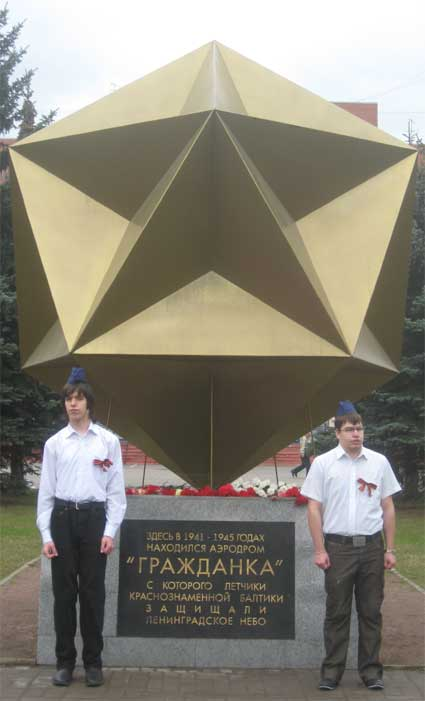 ЗДЕСЬ В 1941 - 1945 ГОДАХ
НАХОДИЛСЯ АЭРОДРОМ
"ГРАЖДАНКА"
С КОТОРОГО ЛЕТЧИКИ
КРАСНОЗНАМЕННОЙ БАЛТИКИ
ЗАЩИЩАЛИ
ЛЕНИНГРАДСКОЕ НЕБО